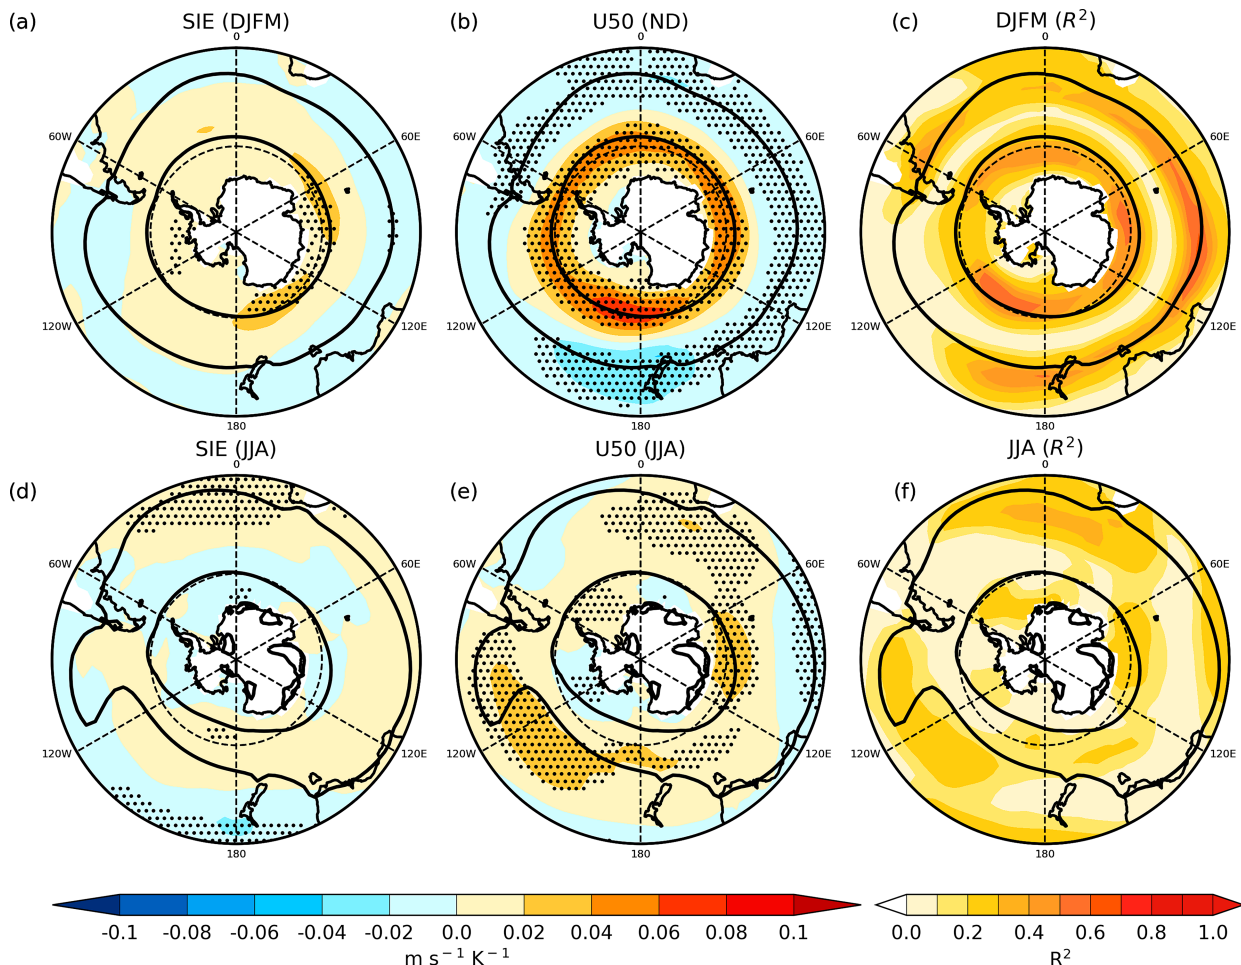 (a) SIE (DJFM) (b) U50 (ND) (c) DJFM (R²)
0 0 0
60W 60E 60W 60E 60W 60E
120W 120E 120W 120E 120W 120E
180 180 180
SIE (JJA) U50 (JJA) JJA (R²)
(d) 0 (e) 0 (f) 0
60W 60E 60W 60E 60W 60E
120W 120E 120W 120E 120W 120E
180 180 180
-0.1 -0.08 -0.06 -0.04 -0.02 0.0 0.02 0.04 0.06 0.08 0.1 0.0 0.2 0.4 0.6 0.8 1.0
m s⁻¹ K⁻¹ R²